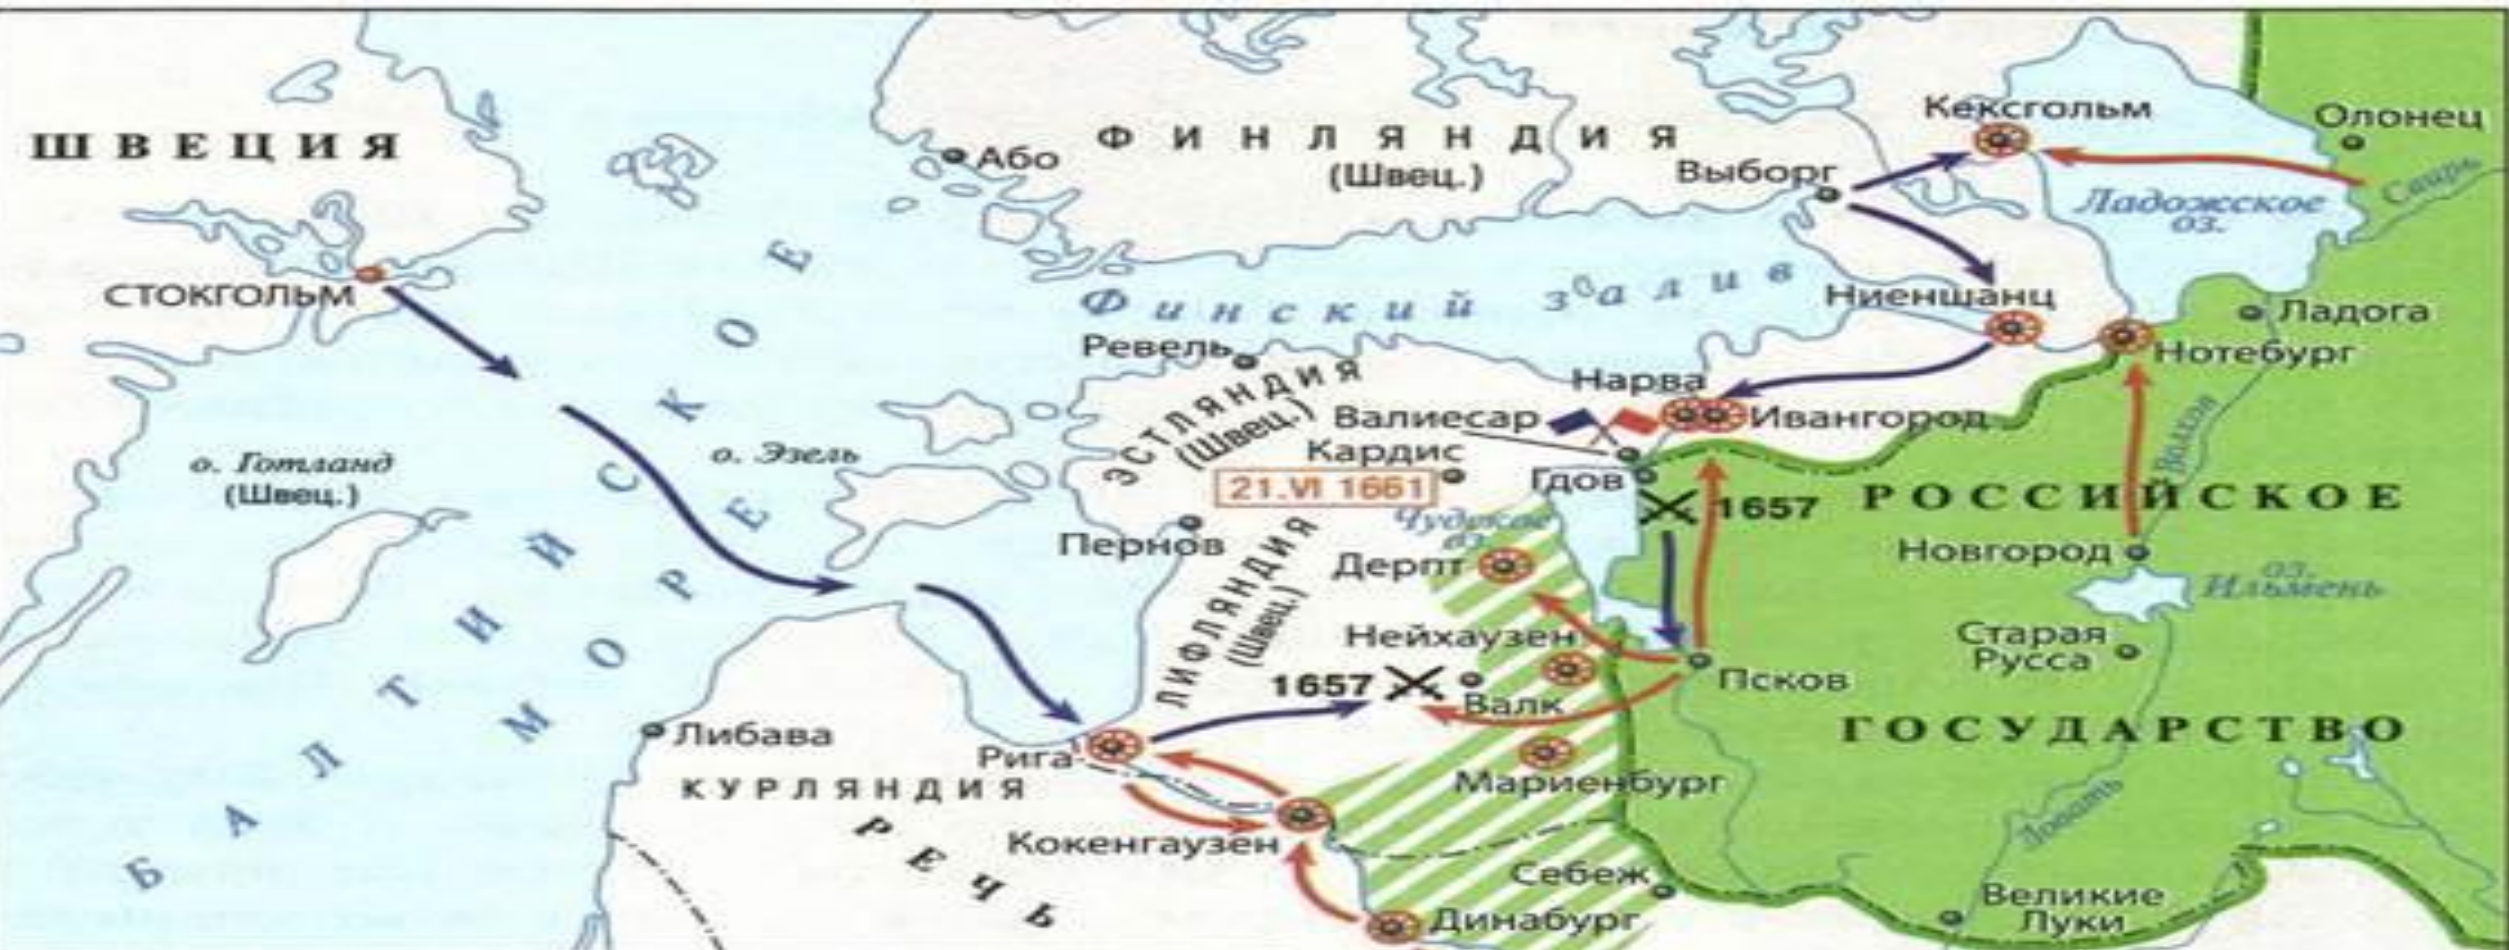 Кексгольм
Олонец
ШВЕЦИЯ
ФИНЛЯНДИЯ
(Швец.)
Або
Выборг
Свирь
Ладожское
оз.
СТОКГОЛЬМ
Финский залив
Ниеншанц
Ладога
Ревель
Нотебург
Нарва
Ивангород
Валиесар
ЭСТЛЯНДИЯ
(Швец.)
Кардис
21.VI 1661
Гдов
Волхов
о. Готланд
(Швец.)
о. Эзель
1657
РОССИЙСКОЕ
Чудское
оз.
Пернов
Новгород
Дерпт
оз.
Ильмень
ЛИФЛЯНДИЯ
(Швец.)
Нейхаузен
Старая
Русса
1657
Валк
Псков
БАЛТИЙСКОЕ
МОРЕ
Либава
Рига
ГОСУДАРСТВО
КУРЛЯНДИЯ
Мариенбург
Ловать
РЕЧЬ
Кокенгаузен
Себеж
Динабург
Великие
Луки